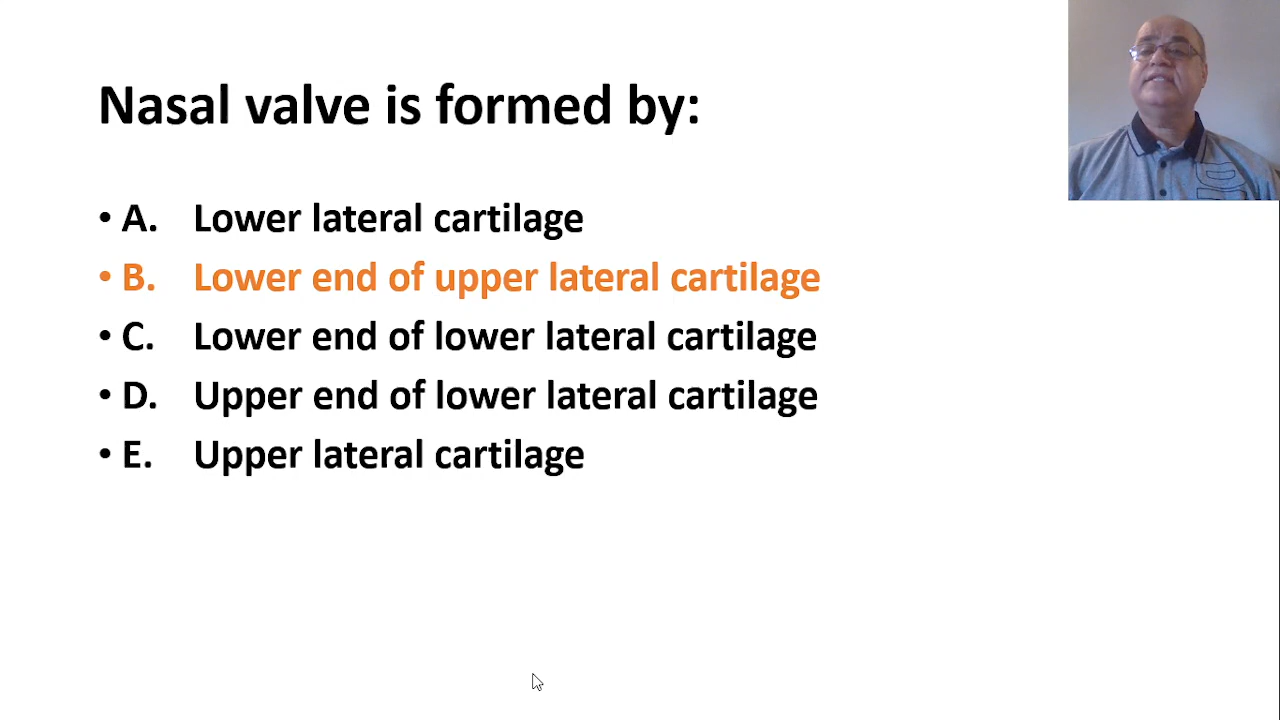 Nasal valve is formed by:
• A. Lower lateral cartilage
• B. Lower end of upper lateral cartilage
• C. Lower end of lower lateral cartilage
• D. Upper end of lower lateral cartilage
• E. Upper lateral cartilage